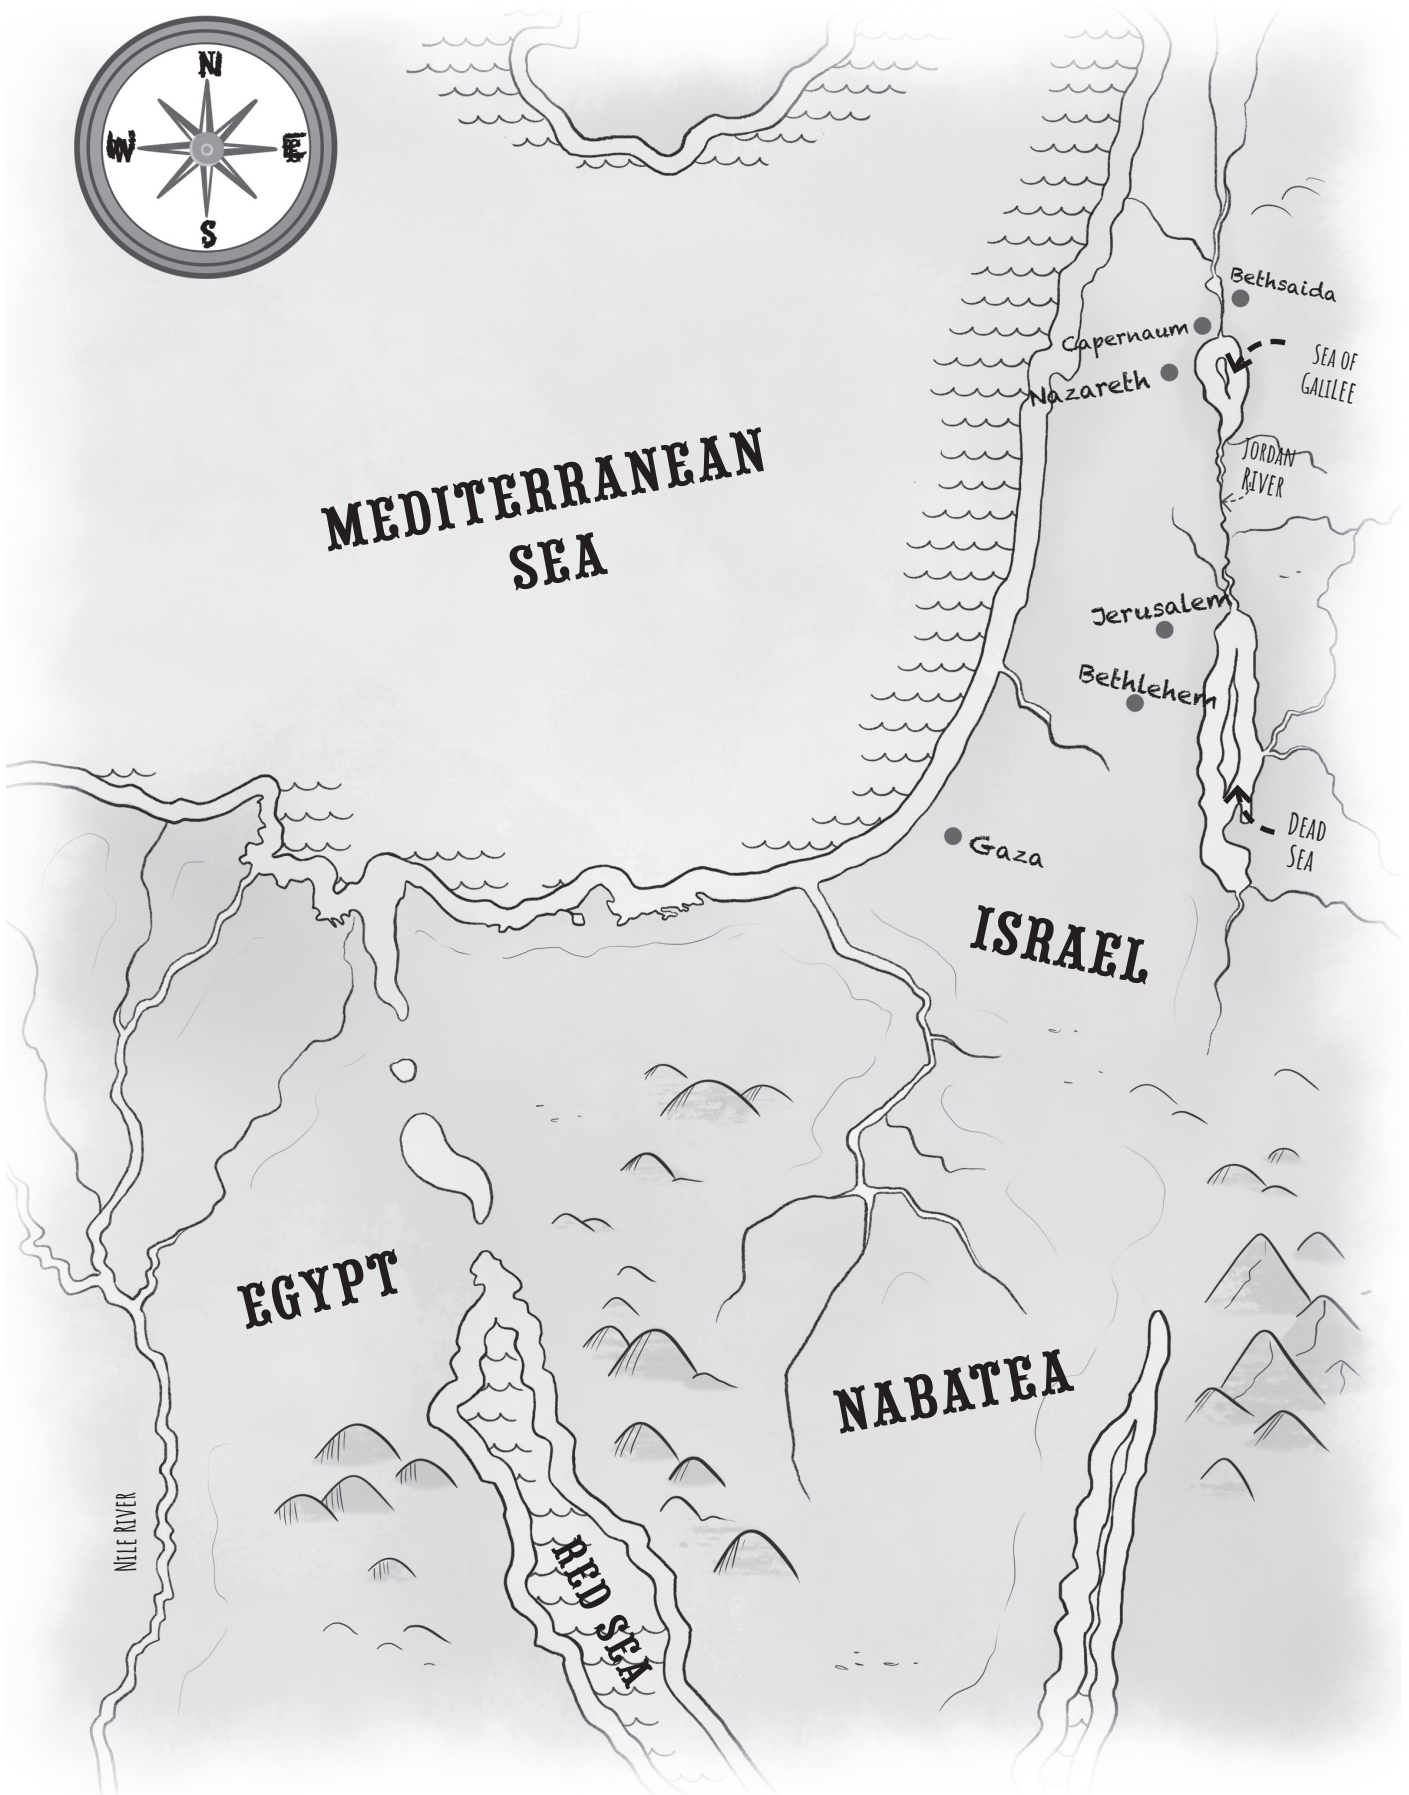 N
W
E
S
Bethsaida
Capernaum
SEA OF
GALILEE
Nazareth
JORDAN
RIVER
MEDITERRANEAN
SEA
Jerusalem
Bethlehem
DEAD
SEA
Gaza
ISRAEL
EGYPT
NABATEA
NILE RIVER
RED SEA